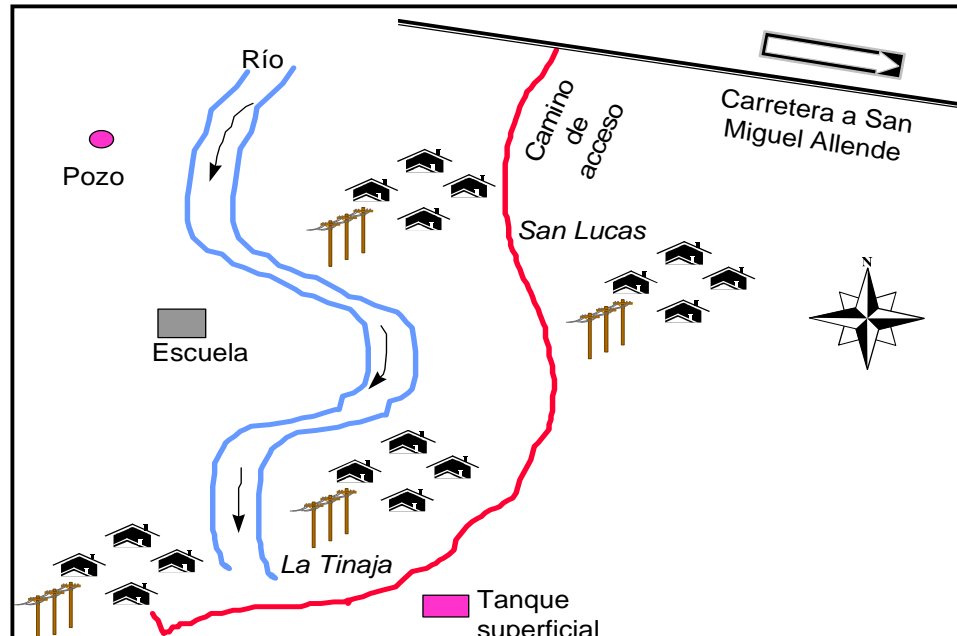 Río
Carretera a San
Miguel Allende
Camino
de
acceso
Pozo
San Lucas
N
Escuela
La Tinaja
Tanque
superficial